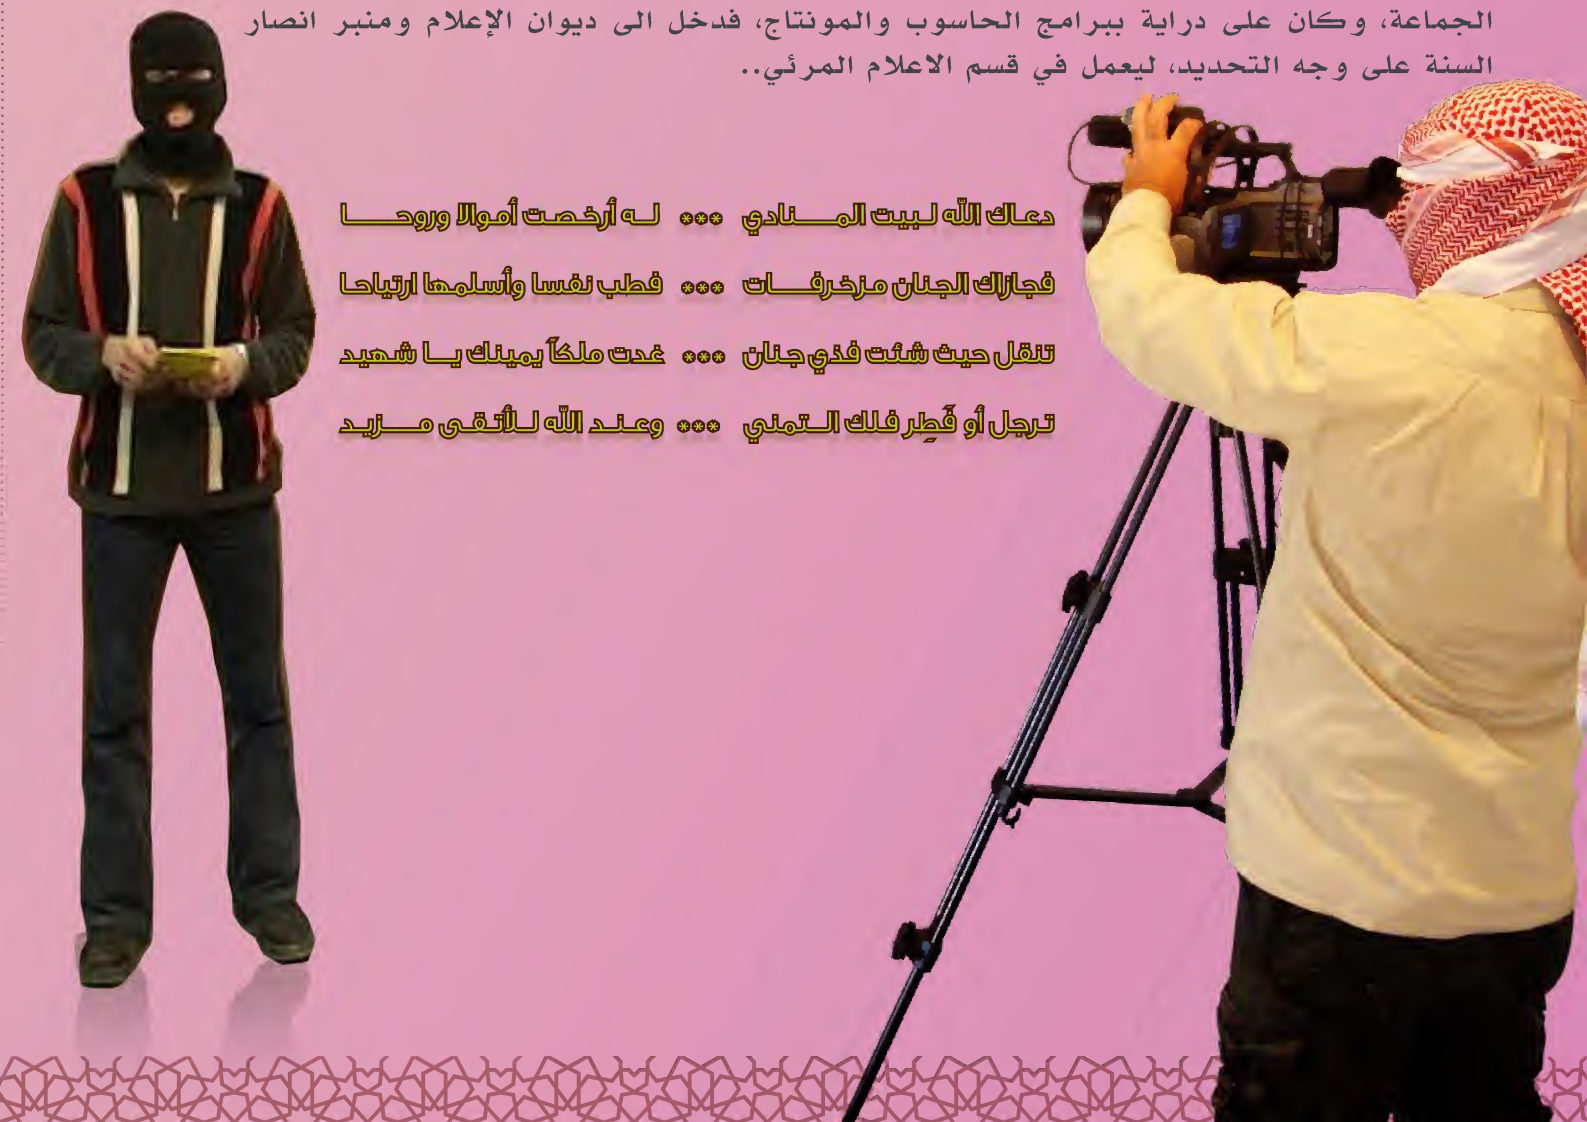 الجماعة، وكان على دراية ببرامج الحاسوب والمونتاج، فدخل الى ديوان الإعلام ومنبر انصار
السنة على وجه التحديد، ليعمل في قسم الاعلام المرئي..
دعاك اللّه لبيت المنادي *** له أرخصت أموالا وروحا
فجازاك الجنان مزخرفات *** فطب نفسا وأسلمها ارتياحا
تنقل حيث شئت فذي جنان *** غدت ملكاً يمينك يا شهيد
ترجل أو فَطِر فلك التمني *** وعند اللّه للأتقى مزيد